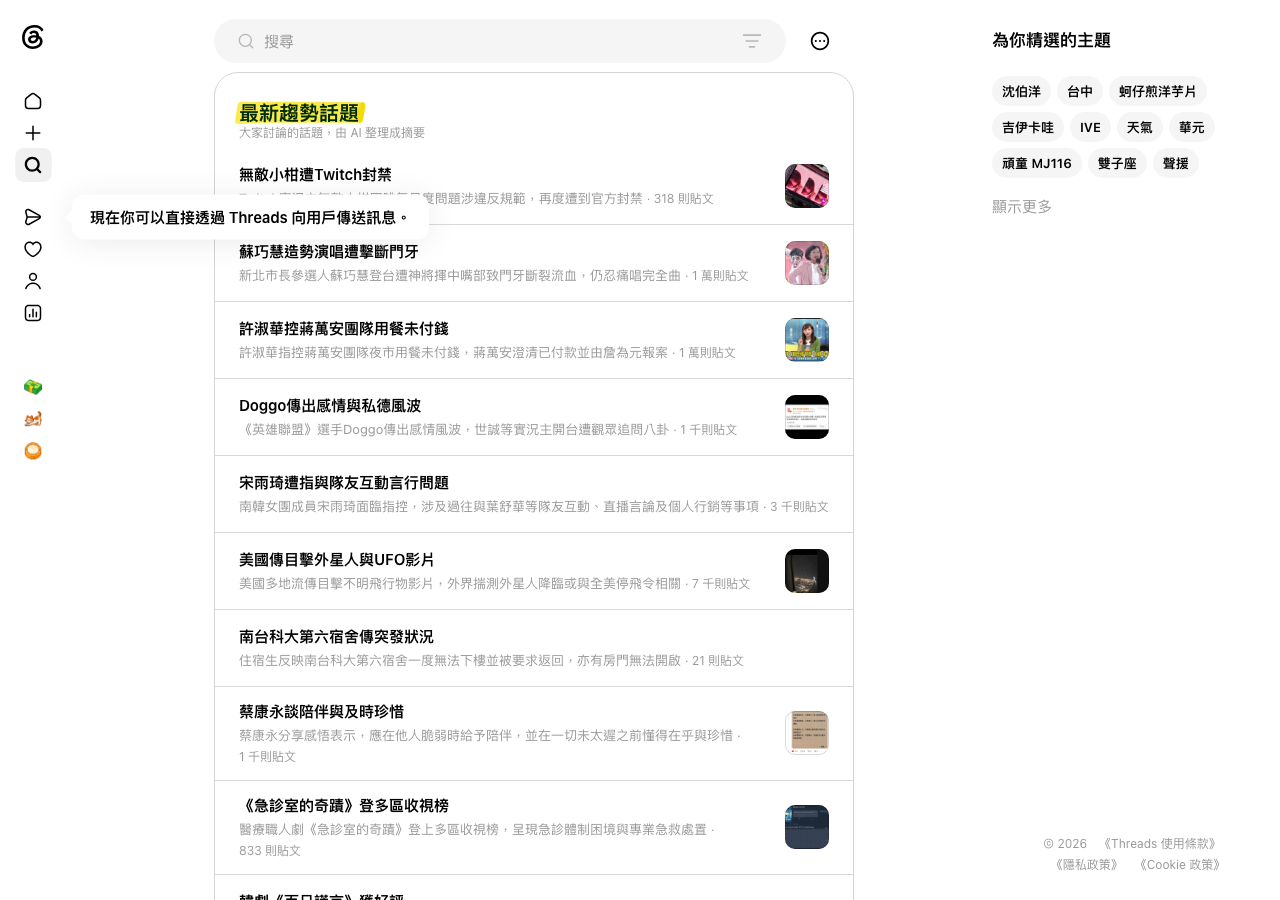 搜尋
最新趨勢話題
大家討論的話題，由 AI 整理成摘要
無敵小柑遭Twitch封禁
度問題涉違反規範，再度遭到官方封禁 · 318 則貼文
現在你可以直接透過 Threads 向用戶傳送訊息。
蘇巧慧造勢演唱遭擊斷門牙
新北市長參選人蘇巧慧登台遭神將揮中嘴部致門牙斷裂流血，仍忍痛唱完全曲 · 1 萬則貼文
許淑華控蔣萬安團隊用餐未付錢
許淑華指控蔣萬安團隊夜市用餐未付錢，蔣萬安澄清已付款並由詹為元報案 · 1 萬則貼文
Doggo傳出感情與私德風波
《英雄聯盟》選手Doggo傳出感情風波，世誠等實況主開台遭觀眾追問八卦 · 1 千則貼文
宋雨琦遭指與隊友互動言行問題
南韓女團成員宋雨琦面臨指控，涉及過往與葉舒華等隊友互動、直播言論及個人行銷等事項 · 3 千則貼文
美國傳目擊外星人與UFO影片
美國多地流傳目擊不明飛行物影片，外界揣測外星人降臨或與全美停飛令相關 · 7 千則貼文
南台科大第六宿舍傳突發狀況
住宿生反映南台科大第六宿舍一度無法下樓並被要求返回，亦有房門無法開啟 · 21 則貼文
蔡康永談陪伴與及時珍惜
蔡康永分享感悟表示，應在他人脆弱時給予陪伴，並在一切未太遲之前懂得在乎與珍惜 ·
1 千則貼文
《急診室的奇蹟》登多區收視榜
醫療職人劇《急診室的奇蹟》登上多區收視榜，呈現急診體制困境與專業急救處置 ·
833 則貼文
為你精選的主題
沈伯洋 台中 蚵仔煎洋芋片
吉伊卡哇 IVE 天氣 華元
頑童 MJ116 雙子座 聲援
顯示更多
© 2026 《Threads 使用條款》
《隱私政策》 《Cookie 政策》